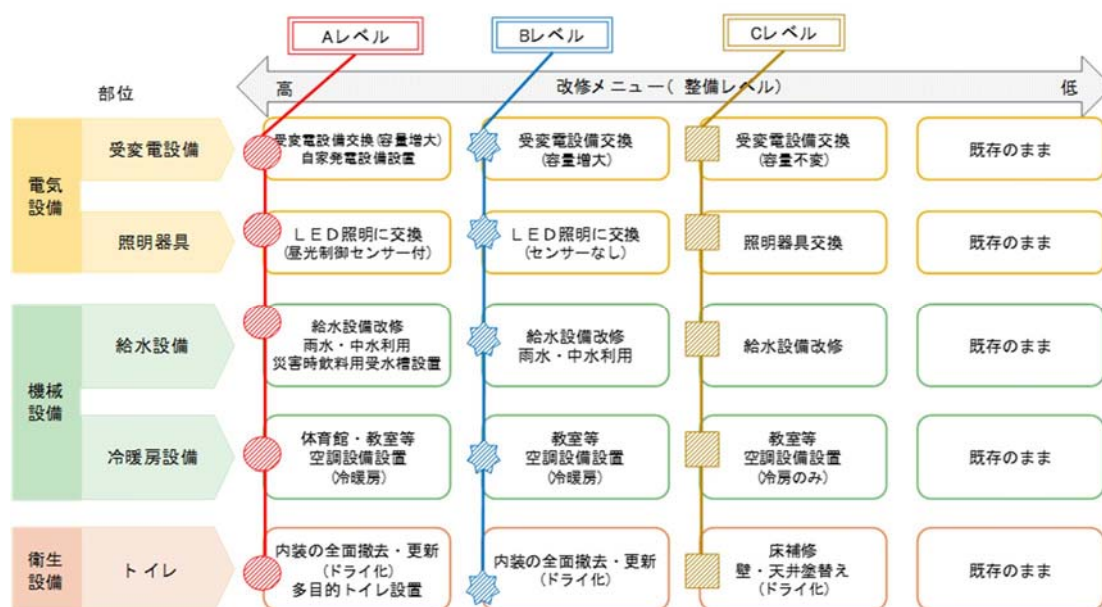 Aレベル
Bレベル
Cレベル
部位
高
改修メニュー( 整備レベル)
低
電気
設備
受変電設備
受変電設備交換(容量増大)
自家発電設備設置
受変電設備交換
(容量増大)
受変電設備交換
(容量不変)
既存のまま
照明器具
ＬＥＤ照明に交換
(昼光制御センサー付)
ＬＥＤ照明に交換
(センサーなし)
照明器具交換
既存のまま
機械
設備
給水設備
給水設備改修
雨水・中水利用
災害時飲料用受水槽設置
給水設備改修
雨水・中水利用
給水設備改修
既存のまま
冷暖房設備
体育館・教室等
空調設備設置
(冷暖房)
教室等
空調設備設置
(冷暖房)
教室等
空調設備設置
(冷房のみ)
既存のまま
衛生
設備
トイレ
内装の全面撤去・更新
(ドライ化)
多目的トイレ設置
内装の全面撤去・更新
(ドライ化)
床補修
壁・天井塗替え
(ドライ化)
既存のまま